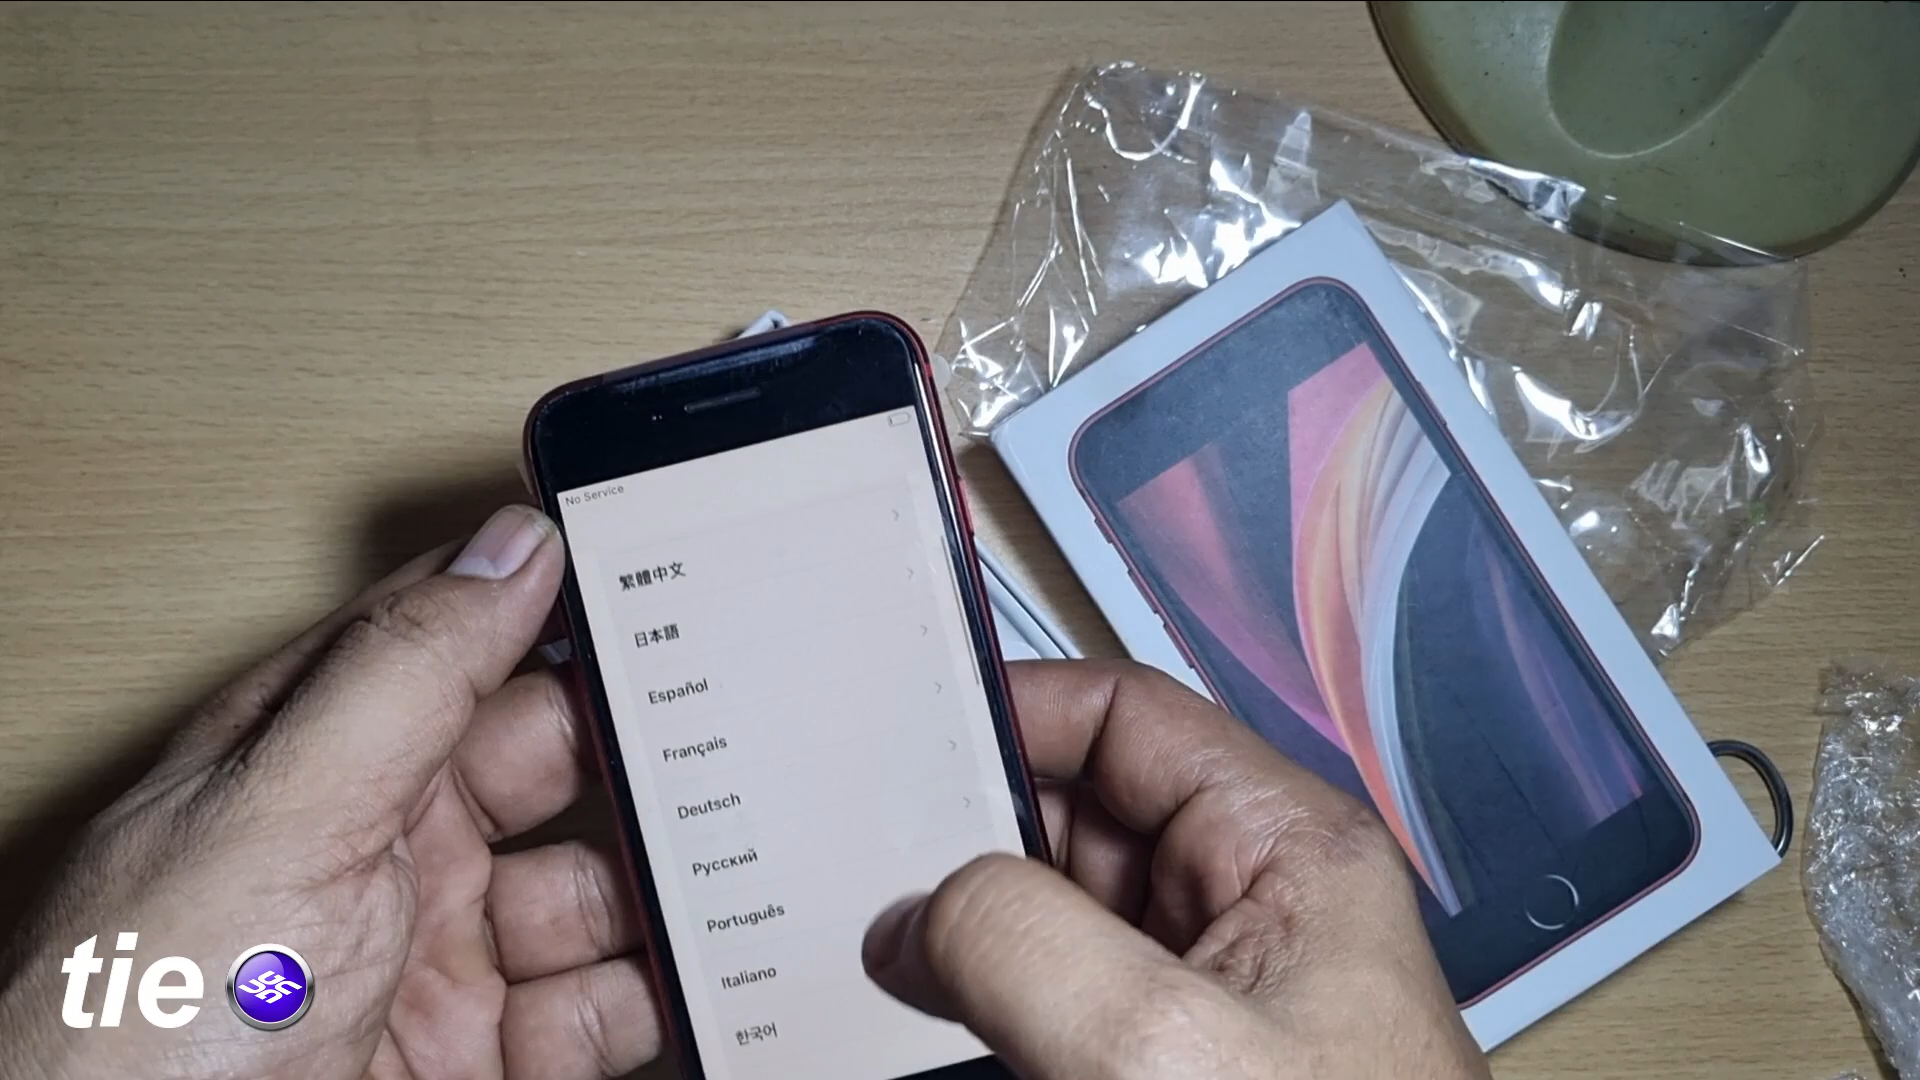 No Service
繁體中文
日本語
Español
Français
Deutsch
Русский
Português
Italiano
한국어
tie